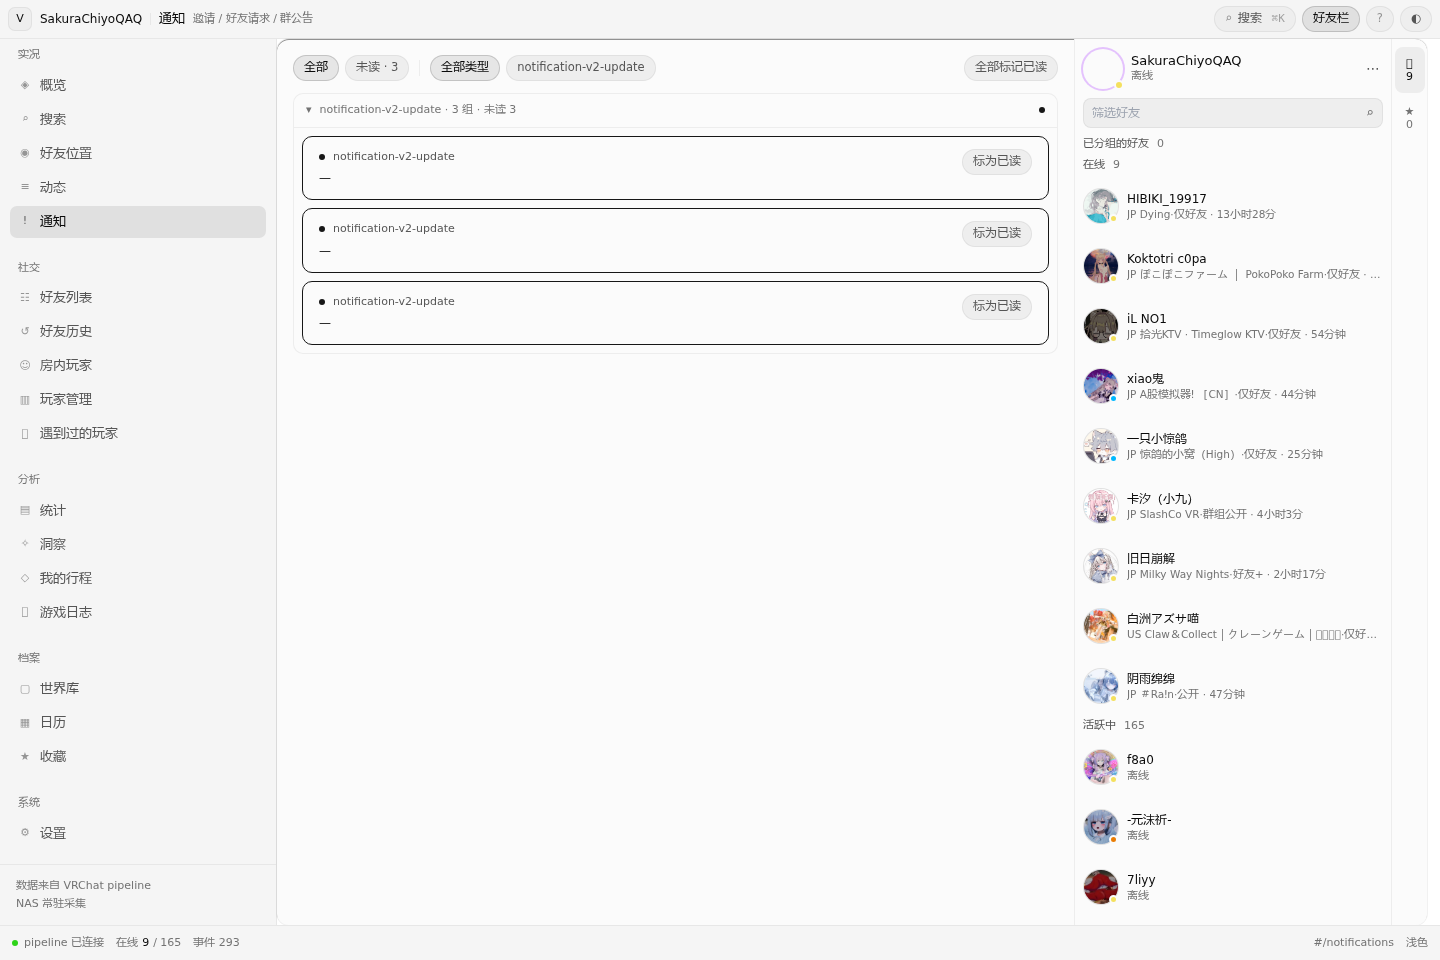 V SakuraChiyoQAQ 通知 邀请 / 好友请求 / 群公告
搜索 ⌘K 好友栏 ?
实况
概览
搜索
好友位置
动态
通知
社交
好友列表
好友历史
房内玩家
玩家管理
遇到过的玩家
分析
统计
洞察
我的行程
游戏日志
档案
世界库
日历
收藏
系统
设置
数据来自 VRChat pipeline
NAS 常驻采集
全部 未读 · 3 全部类型 notification-v2-update 全部标记已读
notification-v2-update · 3 组 · 未读 3
notification-v2-update 标为已读
—
notification-v2-update 标为已读
—
notification-v2-update 标为已读
—
SakuraChiyoQAQ ···
离线
筛选好友
已分组的好友 0
在线 9
HIBIKI_19917
JP Dying·仅好友 · 13小时28分
Koktotri c0pa
JP ぽこぽこファーム | PokoPoko Farm·仅好友 · …
iL NO1
JP 拾光KTV · Timeglow KTV·仅好友 · 54分钟
xiao鬼
JP A股模拟器! [CN] ·仅好友 · 44分钟
一只小惊鸽
JP 惊鸽的小窝（High）·仅好友 · 25分钟
卡汐（小九）
JP SlashCo VR·群组公开 · 4小时3分
旧日崩解
JP Milky Way Nights·好友+ · 2小时17分
白洲アズサ喵
US Claw＆Collect | クレーンゲーム | ·仅好…
阴雨绵绵
JP ＃Ra!n·公开 · 47分钟
活跃中 165
f8a0
离线
-元沫祈-
离线
7liyy
离线
9
★
0
pipeline 已连接 在线 9 / 165 事件 293
#/notifications 浅色